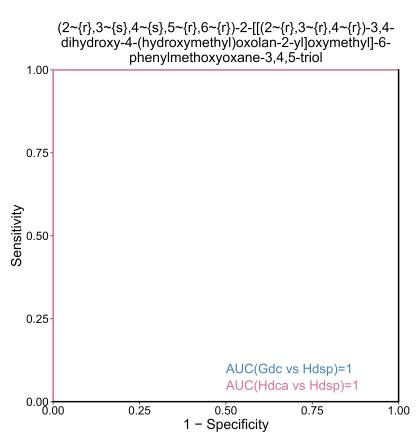 (2~{r},3~{s},4~{s},5~{r},6~{r})-2-[[(2~{r},3~{r},4~{r})-3,4-
dihydroxy-4-(hydroxymethyl)oxolan-2-yl]oxymethyl]-6-
phenylmethoxyoxane-3,4,5-triol
1.00
0.75
Sensitivity
0.50
0.25
AUC(Gdc vs Hdsp)=1
AUC(Hdca vs Hdsp)=1
0.00
0.00 0.25 0.50 0.75 1.00
1 − Specificity